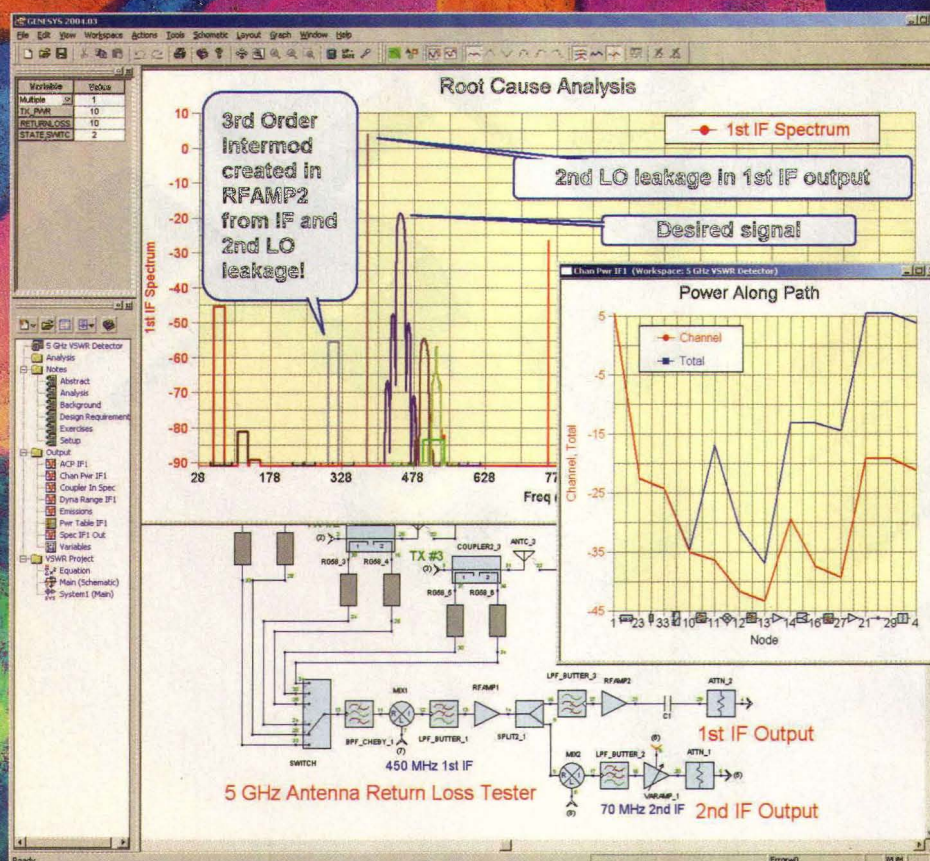 GENESYS 2004.03
File Edit View Workspace Actions Tools Schematic Layout Graph Window Help
Variable Value
Multiple 1
TX_PWR 10
RETURNLOSS 10
STATE_SWITC 2
5 GHz VSWR Detector
Analysis
Notes
Abstract
Analysis
Background
Design Requirement
Exercises
Setup
Output
ACP IF1
Chan Pwr IF1
Coupler In Spec
Dyna Range IF1
Emissions
Pwr Table IF1
Spec IF1 Out
Variables
VSWR Project
Equation
Main (Schematic)
System1 (Main)
Root Cause Analysis
1st IF Spectrum
3rd Order
Intermod
created in
RFAMP2
from IF and
2nd LO
leakage!
2nd LO leakage in 1st IF output
Desired signal
1st IF Spectrum
10
0
-10
-20
-30
-40
-50
-60
-70
-80
-90
28 178 328 478 628 77
Freq
Chan Pwr IF1 (Workspace: 5 GHz VSWR Detector)
Power Along Path
Channel
Total
Channel, Total
5
-5
-15
-25
-35
-45
Node
TX #3
COUPLER2_3
ANTC_3
RG58_3
RG58_4
RG58_5
RG58_6
SWITCH
BPF_CHEBY_1
MIX1
LPF_BUTTER_1
RFAMP1
SPLIT2_1
LPF_BUTTER_3
RFAMP2
C1
ATTN_2
450 MHz 1st IF
1st IF Output
MIX2
LPF_BUTTER_2
VARAMP_1
ATTN_1
70 MHz 2nd IF
2nd IF Output
5 GHz Antenna Return Loss Tester
Ready
Errors=0